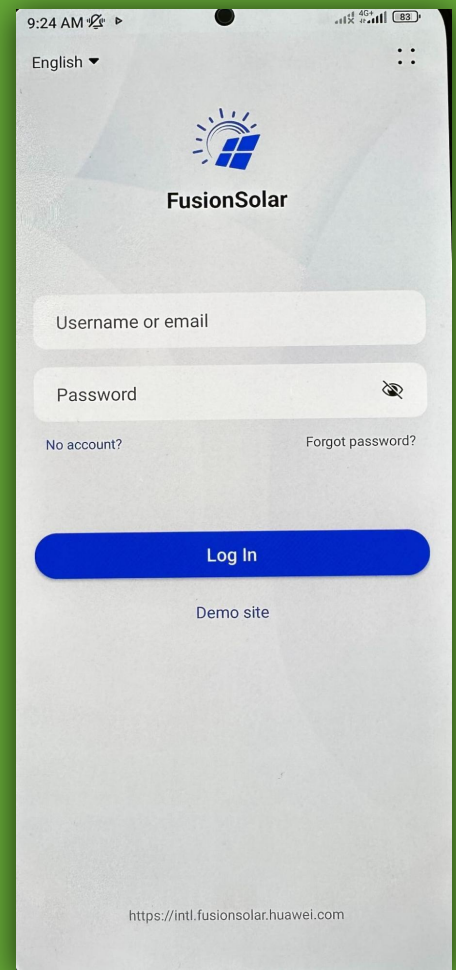 9:24 AM 4G+ 83
English
FusionSolar
Username or email
Password
No account? Forgot password?
Log In
Demo site
https://intl.fusionsolar.huawei.com